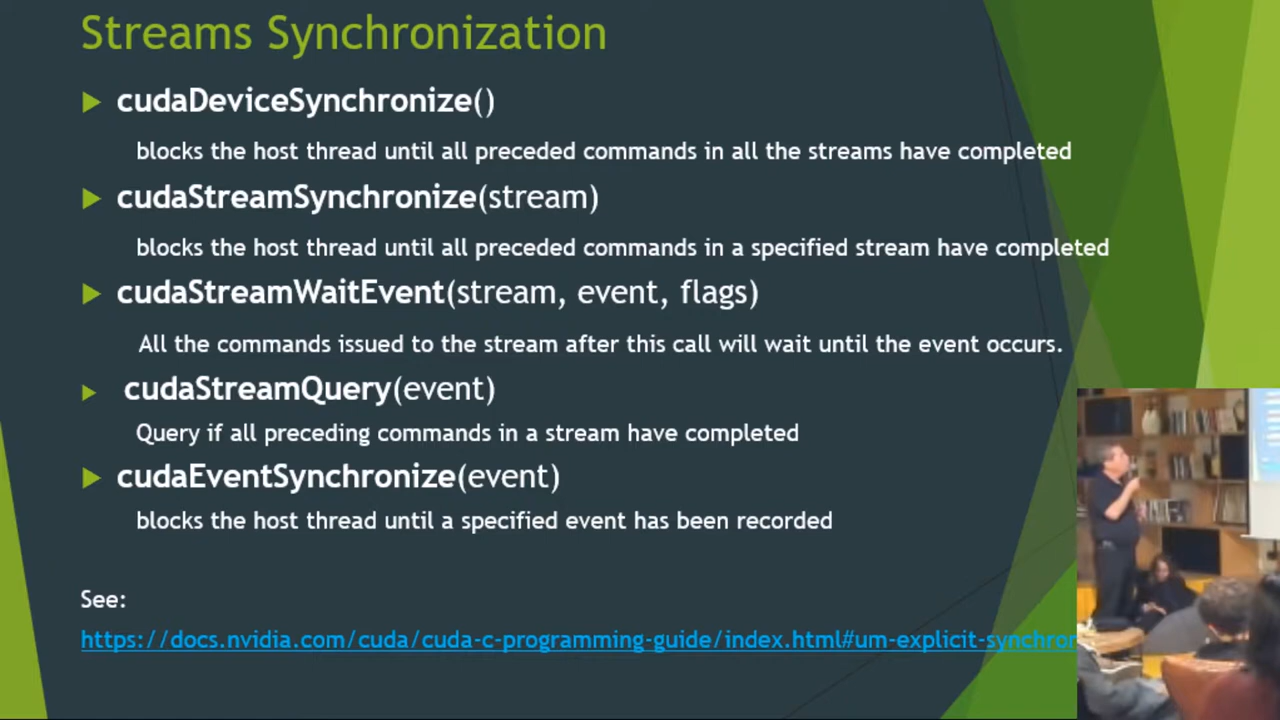 Streams Synchronization
cudaDeviceSynchronize()
blocks the host thread until all preceded commands in all the streams have completed
cudaStreamSynchronize(stream)
blocks the host thread until all preceded commands in a specified stream have completed
cudaStreamWaitEvent(stream, event, flags)
All the commands issued to the stream after this call will wait until the event occurs.
cudaStreamQuery(event)
Query if all preceding commands in a stream have completed
cudaEventSynchronize(event)
blocks the host thread until a specified event has been recorded
See:
https://docs.nvidia.com/cuda/cuda-c-programming-guide/index.html#um-explicit-synchron